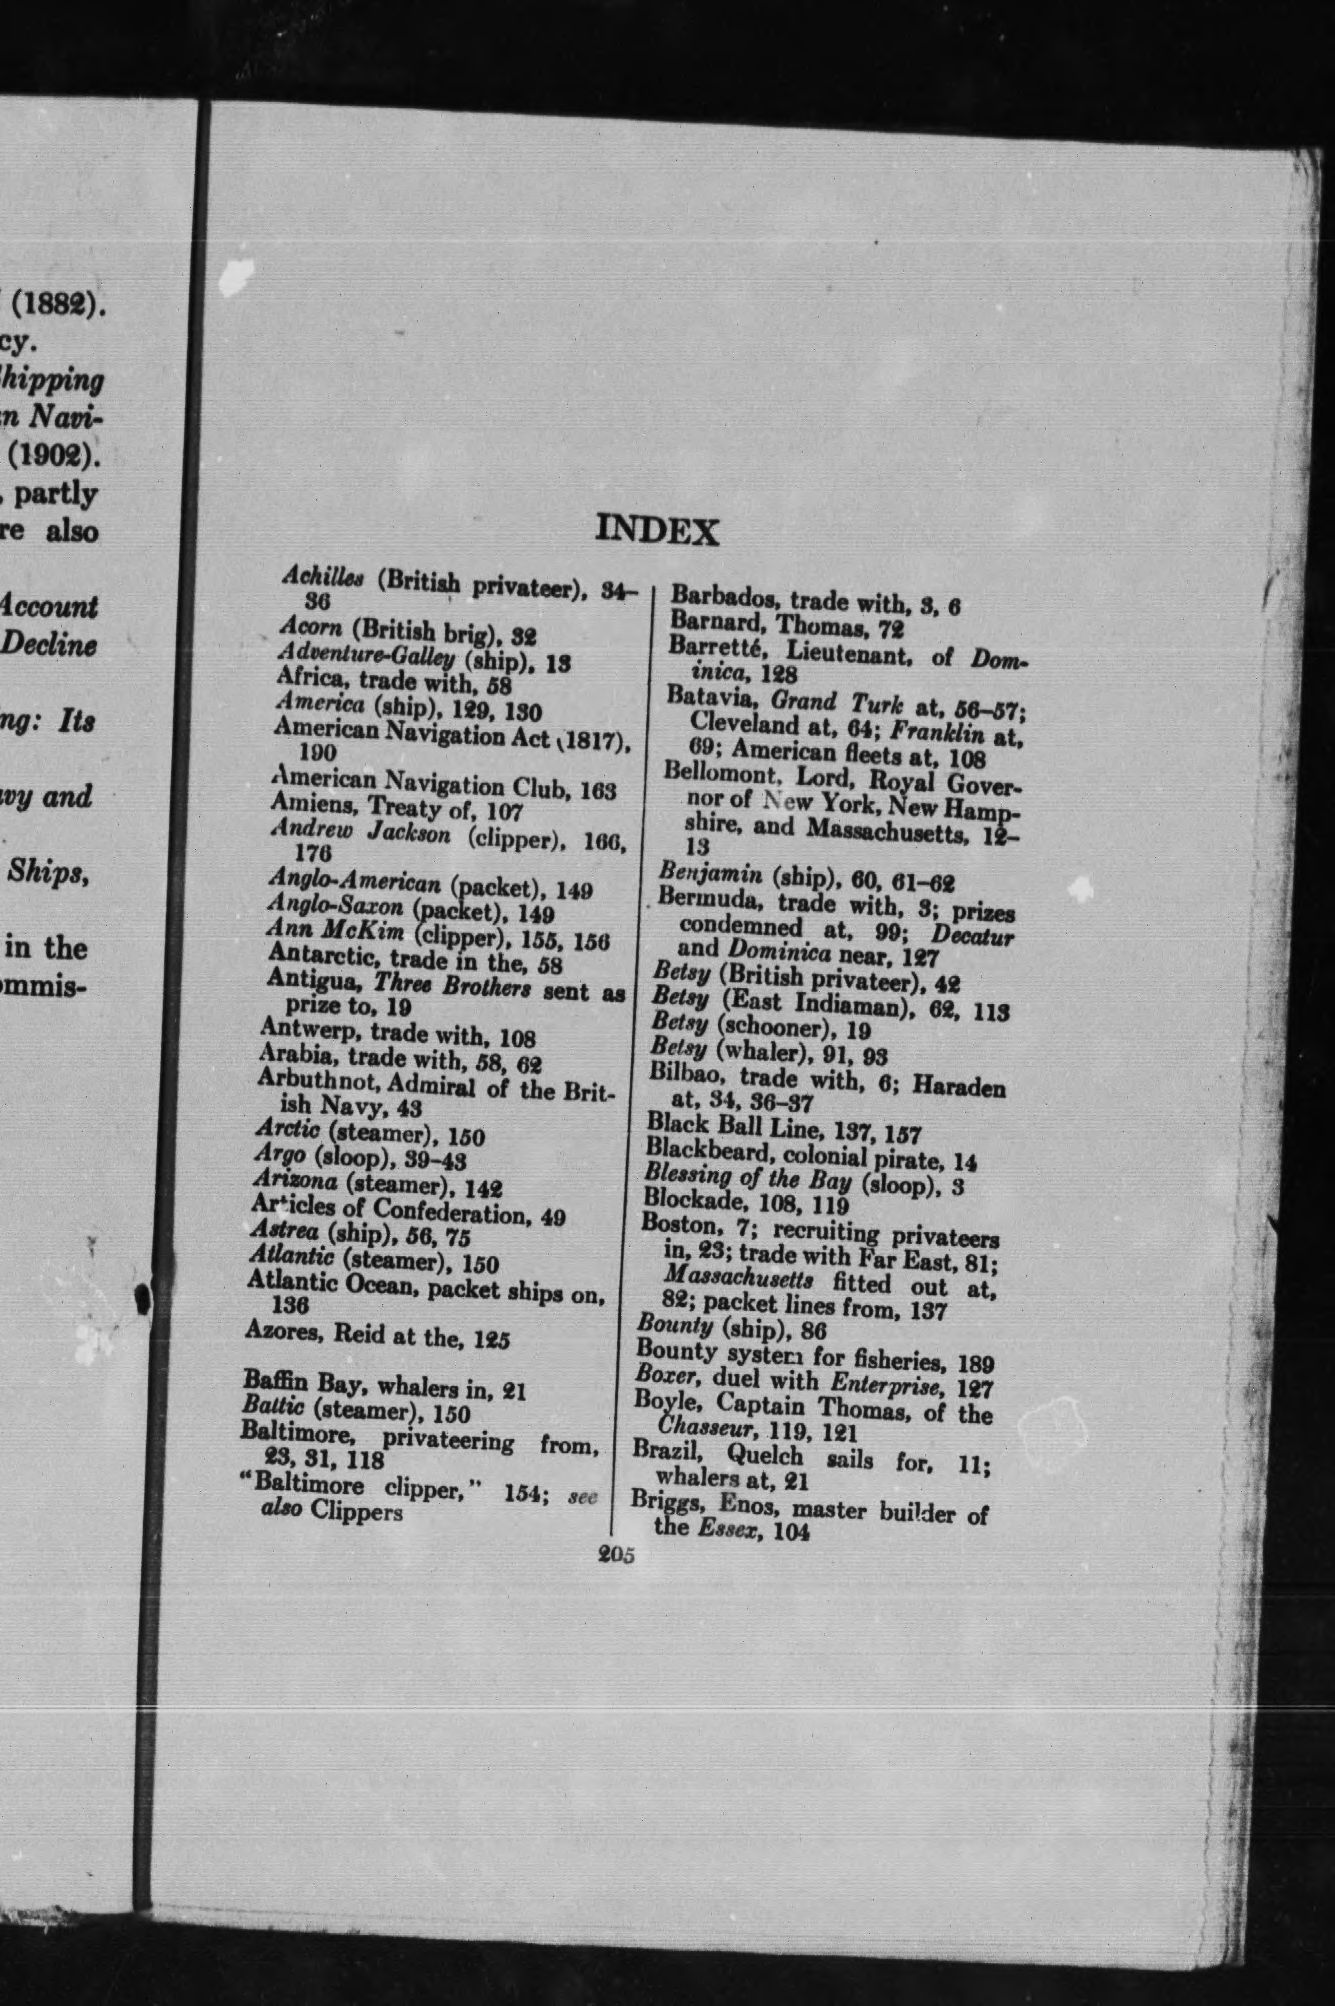 (1882).
cy.
hipping
n Navi-
(1902).
, partly
re also
Account
Decline
ng: Its
vy and
Ships,
in the
mmis-
INDEX
Achilles (British privateer), 34–
36
Acorn (British brig), 32
Adventure-Galley (ship), 13
Africa, trade with, 58
America (ship), 129, 130
American Navigation Act (1817),
190
American Navigation Club, 163
Amiens, Treaty of, 107
Andrew Jackson (clipper), 166,
176
Anglo-American (packet), 149
Anglo-Saxon (packet), 149
Ann McKim (clipper), 155, 156
Antarctic, trade in the, 58
Antigua, Three Brothers sent as
prize to, 19
Antwerp, trade with, 108
Arabia, trade with, 58, 62
Arbuthnot, Admiral of the Brit-
ish Navy, 43
Arctic (steamer), 150
Argo (sloop), 39–43
Arizona (steamer), 142
Articles of Confederation, 49
Astrea (ship), 56, 75
Atlantic (steamer), 150
Atlantic Ocean, packet ships on,
136
Azores, Reid at the, 125
Baffin Bay, whalers in, 21
Baltic (steamer), 150
Baltimore, privateering from,
23, 31, 118
"Baltimore clipper," 154; see
also Clippers
Barbados, trade with, 3, 6
Barnard, Thomas, 72
Barretté, Lieutenant, of Dom-
inica, 128
Batavia, Grand Turk at, 56–57;
Cleveland at, 64; Franklin at,
69; American fleets at, 108
Bellomont, Lord, Royal Gover-
nor of New York, New Hamp-
shire, and Massachusetts, 12–
13
Benjamin (ship), 60, 61–62
Bermuda, trade with, 3; prizes
condemned at, 99; Decatur
and Dominica near, 127
Betsy (British privateer), 42
Betsy (East Indiaman), 62, 113
Betsy (schooner), 19
Betsy (whaler), 91, 93
Bilbao, trade with, 6; Haraden
at, 34, 36–37
Black Ball Line, 137, 157
Blackbeard, colonial pirate, 14
Blessing of the Bay (sloop), 3
Blockade, 108, 119
Boston, 7; recruiting privateers
in, 23; trade with Far East, 81;
Massachusetts fitted out at,
82; packet lines from, 137
Bounty (ship), 86
Bounty system for fisheries, 189
Boxer, duel with Enterprise, 127
Boyle, Captain Thomas, of the
Chasseur, 119, 121
Brazil, Quelch sails for, 11;
whalers at, 21
Briggs, Enos, master builder of
the Essex, 104
205